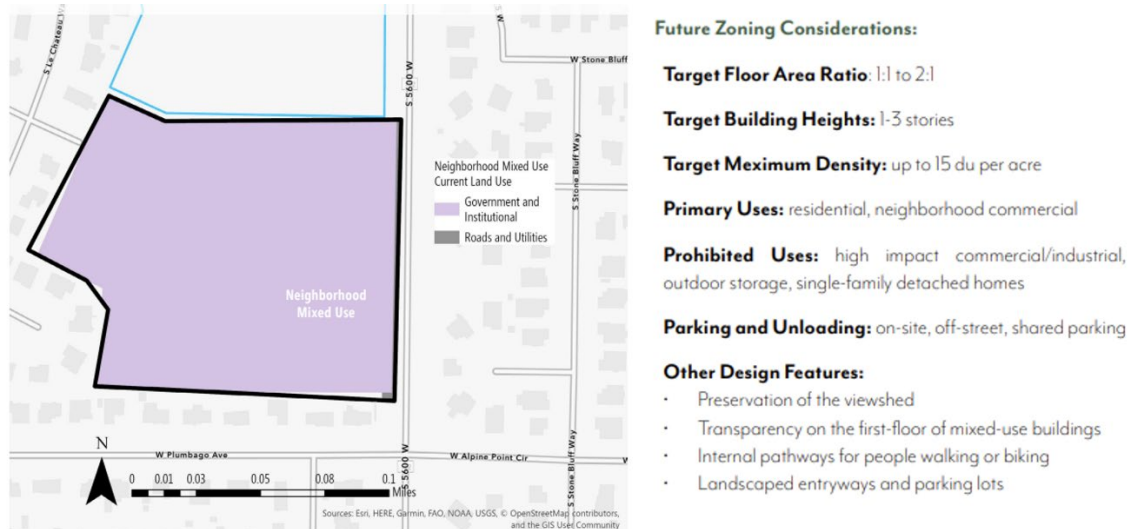 S Le Chateau W
W Stone Bluff
S 5600 W
S Stone Bluff Way
Neighborhood Mixed Use
Current Land Use
Government and
Institutional
Roads and Utilities
Neighborhood
Mixed Use
N
W Plumbago Ave
S 5600 W
W Alpine Point Cir
W
S Stone Bluff Way
0 0.01 0.03 0.05 0.08 0.1
Miles
Sources: Esri, HERE, Garmin, FAO, NOAA, USGS, © OpenStreetMap contributors,
and the GIS User Community
Future Zoning Considerations:
Target Floor Area Ratio: 1:1 to 2:1
Target Building Heights: 1-3 stories
Target Meximum Density: up to 15 du per acre
Primary Uses: residential, neighborhood commercial
Prohibited Uses: high impact commercial/industrial,
outdoor storage, single-family detached homes
Parking and Unloading: on-site, off-street, shared parking
Other Design Features:
· Preservation of the viewshed
· Transparency on the first-floor of mixed-use buildings
· Internal pathways for people walking or biking
· Landscaped entryways and parking lots